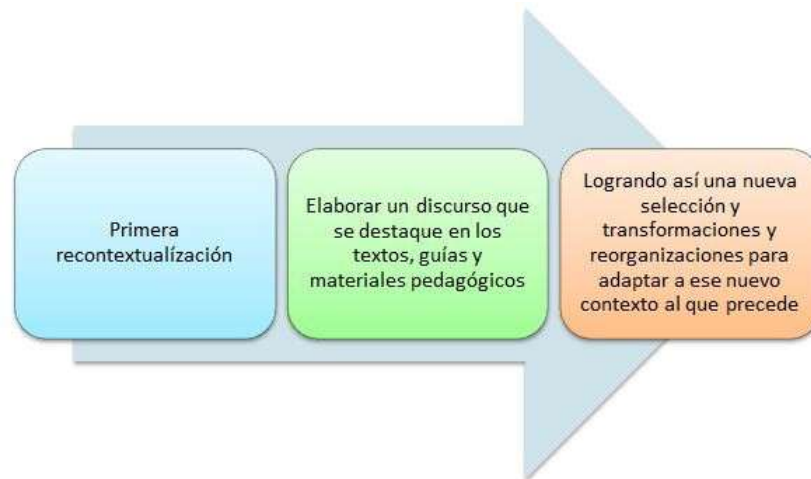 Primera
recontextualízación
Elaborar un discurso que
se destaque en los
textos, guías y
materiales pedagógicos
Logrando así una nueva
selección y
transformaciones y
reorganizaciones para
adaptar a ese nuevo
contexto al que precede